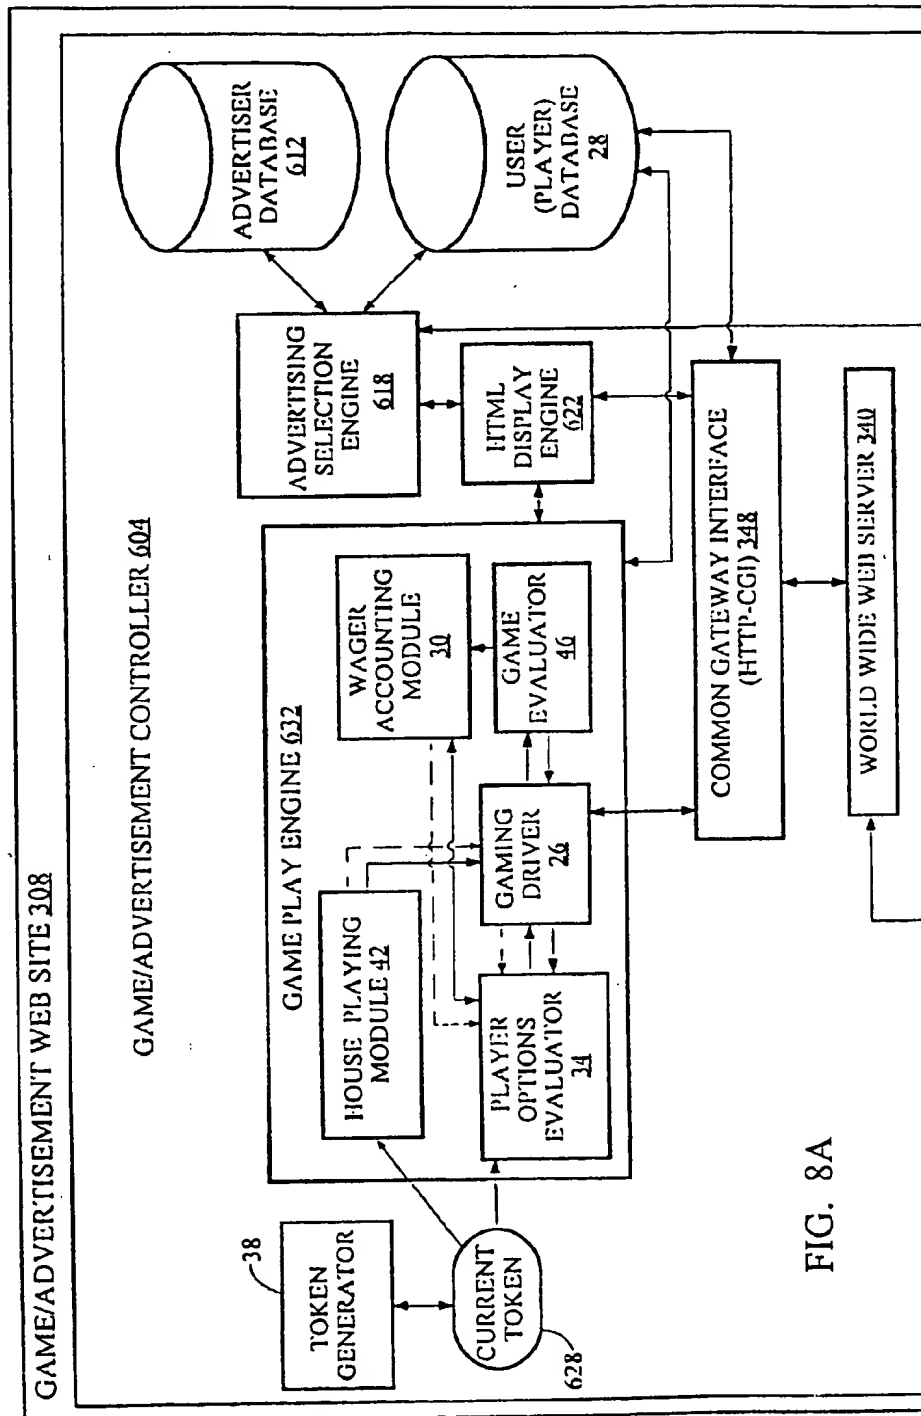 GAME/ADVERTISEMENT WEB SITE 308
GAME/ADVERTISEMENT CONTROLLER 604
TOKEN
GENERATOR
38
CURRENT
TOKEN
628
GAME PLAY ENGINE 632
HOUSE PLAYING
MODULE 42
WAGER
ACCOUNTING
MODULE
30
PLAYER
OPTIONS
EVALUATOR
34
GAMING
DRIVER
26
GAME
EVALUATOR
46
ADVERTISING
SELECTION
ENGINE
618
HTML
DISPLAY
ENGINE
622
ADVERTISER
DATABASE
612
USER
(PLAYER)
DATABASE
28
COMMON GATEWAY INTERFACE
(HTTP-CGI) 348
WORLD WIDE WEB SERVER 340
FIG. 8A